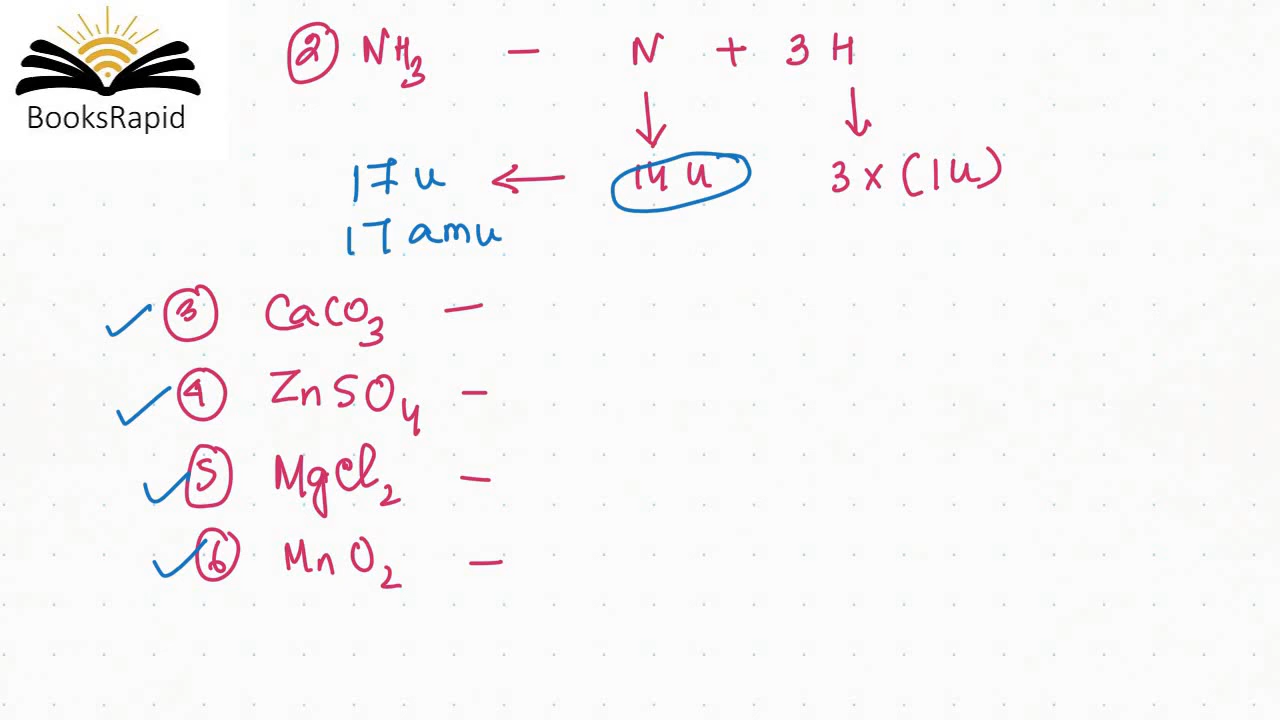 BooksRapid
② NH₃ — N + 3 H
↓ ↓
17 u ← 14 u 3 × (1u)
17 amu
✓ ③ CaCO₃ —
✓ ④ ZnSO₄ —
✓ ⑤ MgCl₂ —
✓ ⑥ MnO₂ —